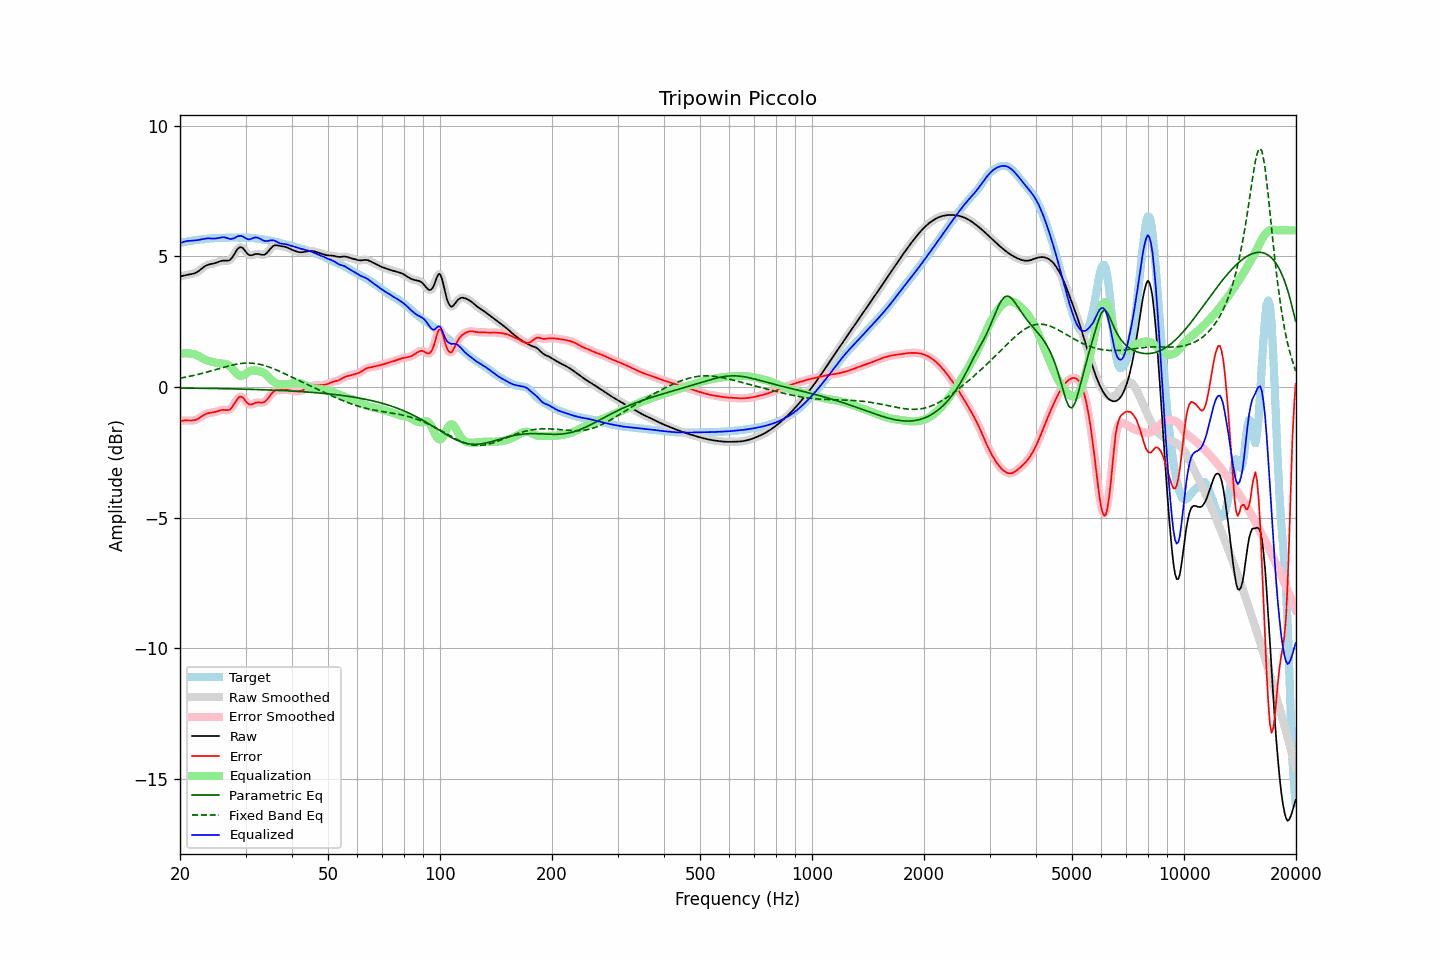 Tripowin Piccolo
Amplitude (dBr)
10
5
0
−5
−10
−15
Target
Raw Smoothed
Error Smoothed
Raw
Error
Equalization
Parametric Eq
Fixed Band Eq
Equalized
20 50 100 200 500 1000 2000 5000 10000 20000
Frequency (Hz)